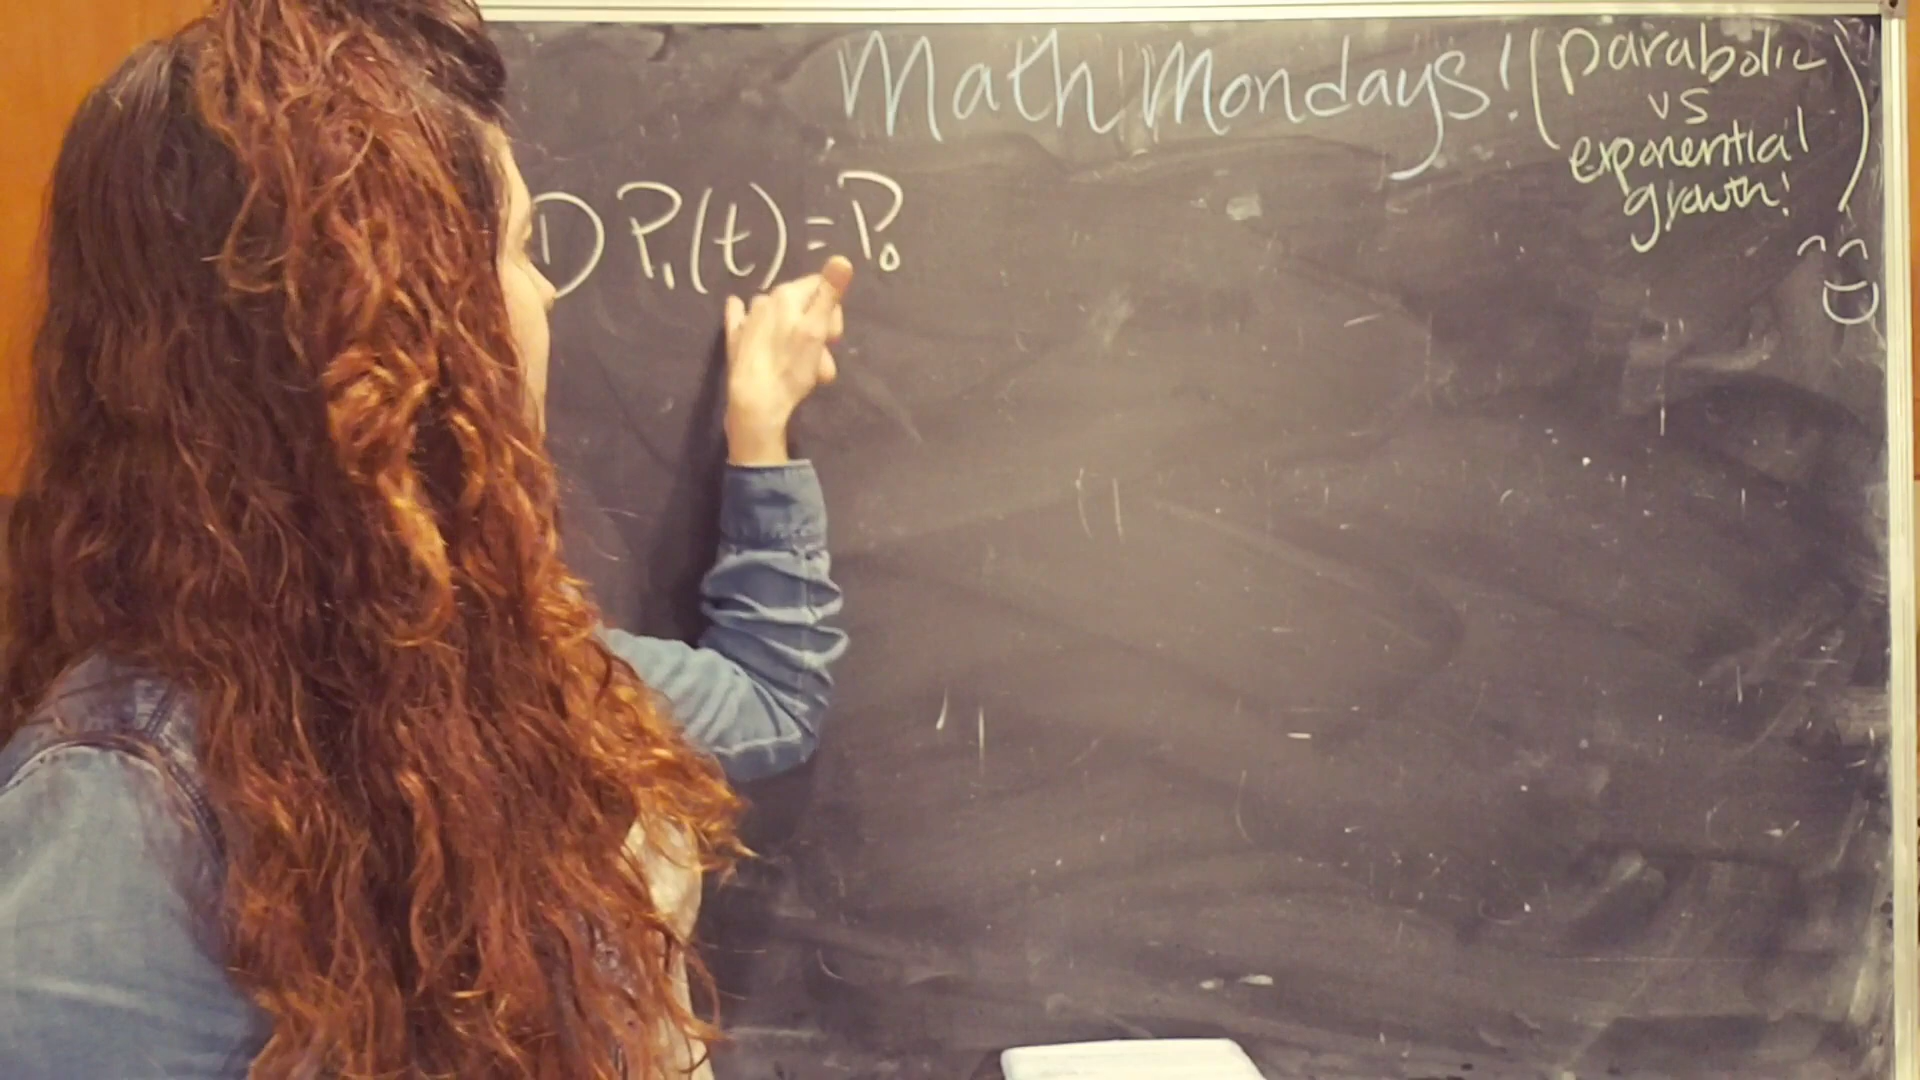 Math Mondays! (parabolic
vs
exponential
growth!)
1) P₁(t) = P₀